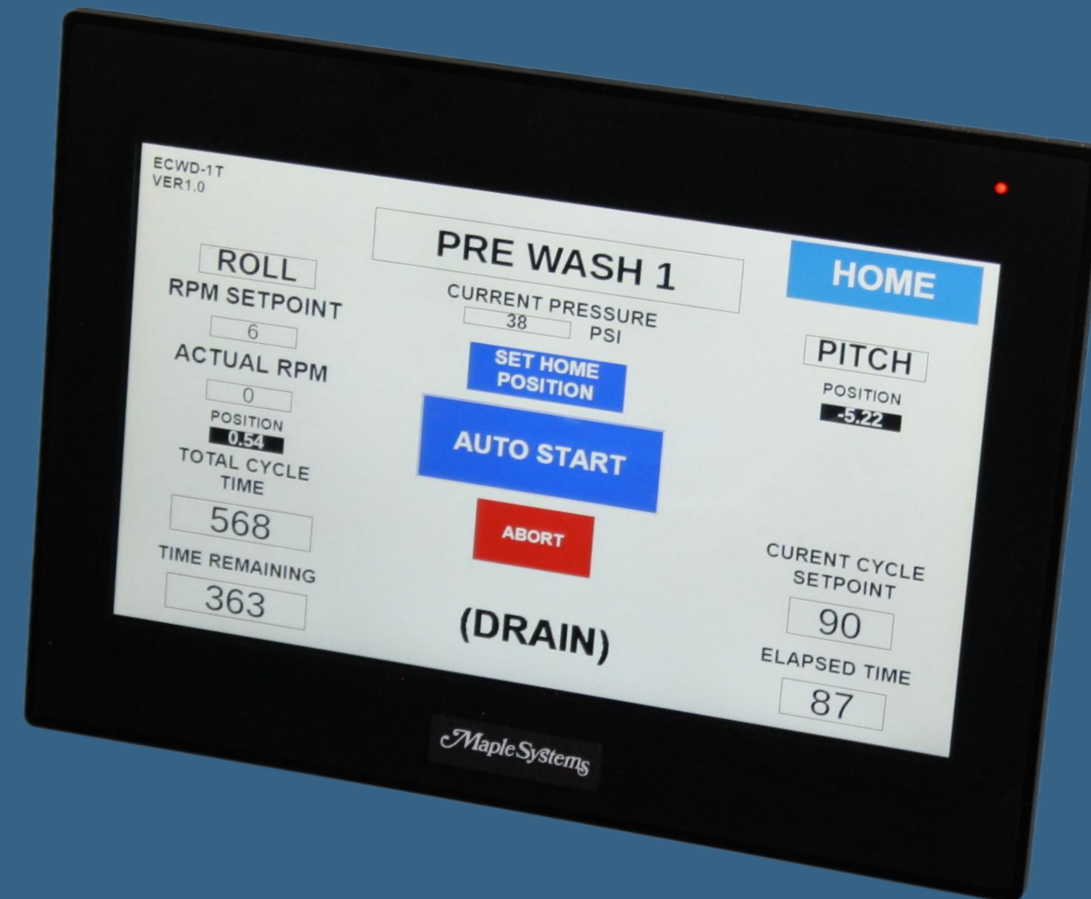 ECWD-1T
VER1.0
PRE WASH 1
HOME
ROLL
RPM SETPOINT
6
ACTUAL RPM
0
POSITION
0.54
TOTAL CYCLE
TIME
568
TIME REMAINING
363
CURRENT PRESSURE
38 PSI
SET HOME
POSITION
AUTO START
ABORT
(DRAIN)
PITCH
POSITION
-5.22
CURENT CYCLE
SETPOINT
90
ELAPSED TIME
87
Maple Systems